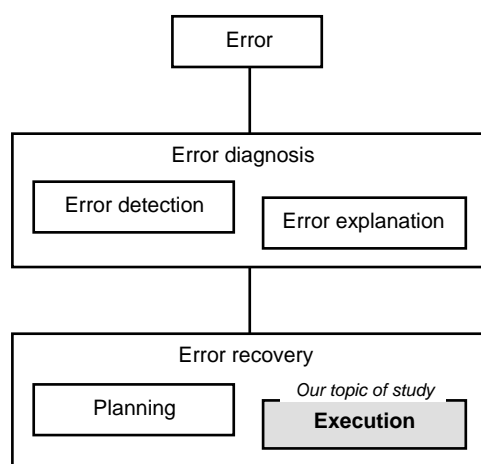 Error
Error diagnosis
Error detection
Error explanation
Error recovery
Our topic of study
Planning
Execution